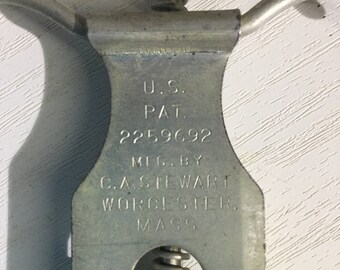 U.S.
PAT.
2259692
MFG. BY
C.A. STEWART
WORCESTER,
MASS.